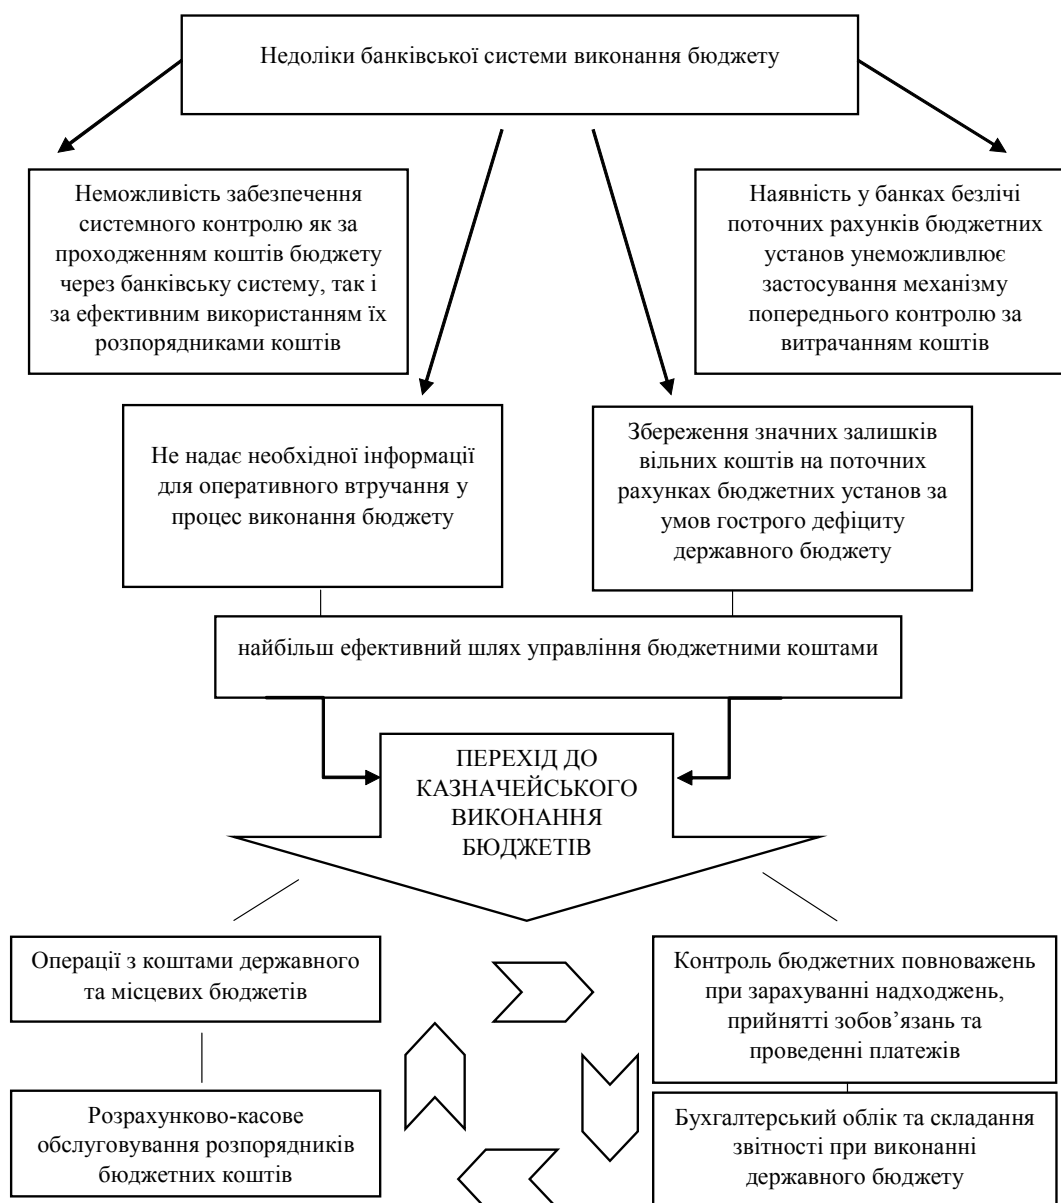 Недоліки банківської системи виконання бюджету
Неможливість забезпечення
системного контролю як за
проходженням коштів бюджету
через банківську систему, так і
за ефективним використанням їх
розпорядниками коштів
Наявність у банках безлічі
поточних рахунків бюджетних
установ унеможливлює
застосування механізму
попереднього контролю за
витрачанням коштів
Не надає необхідної інформації
для оперативного втручання у
процес виконання бюджету
Збереження значних залишків
вільних коштів на поточних
рахунках бюджетних установ за
умов гострого дефіциту
державного бюджету
найбільш ефективний шлях управління бюджетними коштами
ПЕРЕХІД ДО
КАЗНАЧЕЙСЬКОГО
ВИКОНАННЯ
БЮДЖЕТІВ
Операції з коштами державного
та місцевих бюджетів
Контроль бюджетних повноважень
при зарахуванні надходжень,
прийнятті зобов’язань та
проведенні платежів
Розрахунково-касове
обслуговування розпорядників
бюджетних коштів
Бухгалтерський облік та складання
звітності при виконанні
державного бюджету